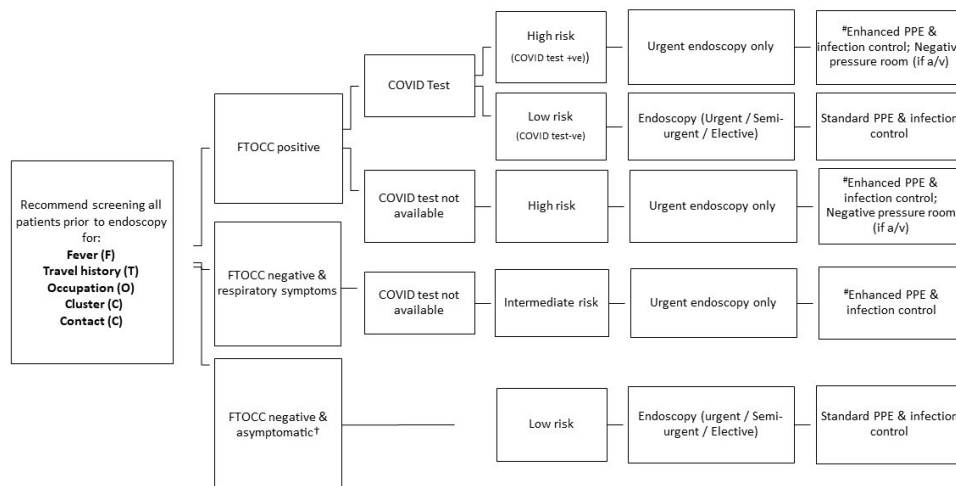 Recommend screening all
patients prior to endoscopy
for:
Fever (F)
Travel history (T)
Occupation (O)
Cluster (C)
Contact (C)
FTOCC positive
COVID Test
High risk
(COVID test +ve))
Urgent endoscopy only
#Enhanced PPE &
infection control; Negativ
pressure room (if a/v)
Low risk
(COVID test-ve)
Endoscopy (Urgent / Semi-
urgent / Elective)
Standard PPE & infection
control
COVID test not
available
High risk
Urgent endoscopy only
#Enhanced PPE &
infection control;
Negative pressure room
(if a/v)
FTOCC negative &
respiratory symptoms
COVID test not
available
Intermediate risk
Urgent endoscopy only
#Enhanced PPE &
infection control
FTOCC negative &
asymptomatic†
Low risk
Endoscopy (urgent / Semi-
urgent / Elective)
Standard PPE & infection
control